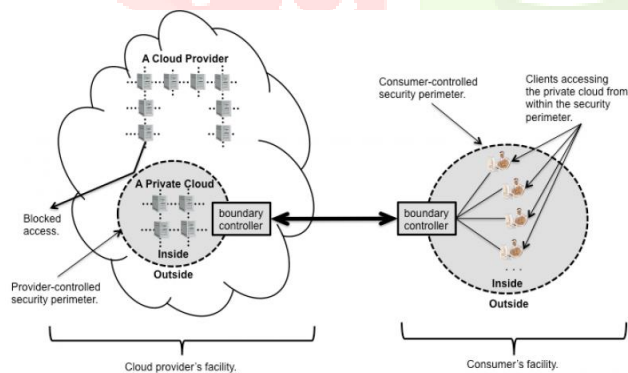 A Cloud Provider
Consumer-controlled
security perimeter.
Clients accessing
the private cloud from
within the security
perimeter.
A Private Cloud
Blocked
access.
boundary
controller
boundary
controller
Inside
Outside
Provider-controlled
security perimeter.
Inside
Outside
Cloud provider's facility.
Consumer's facility.